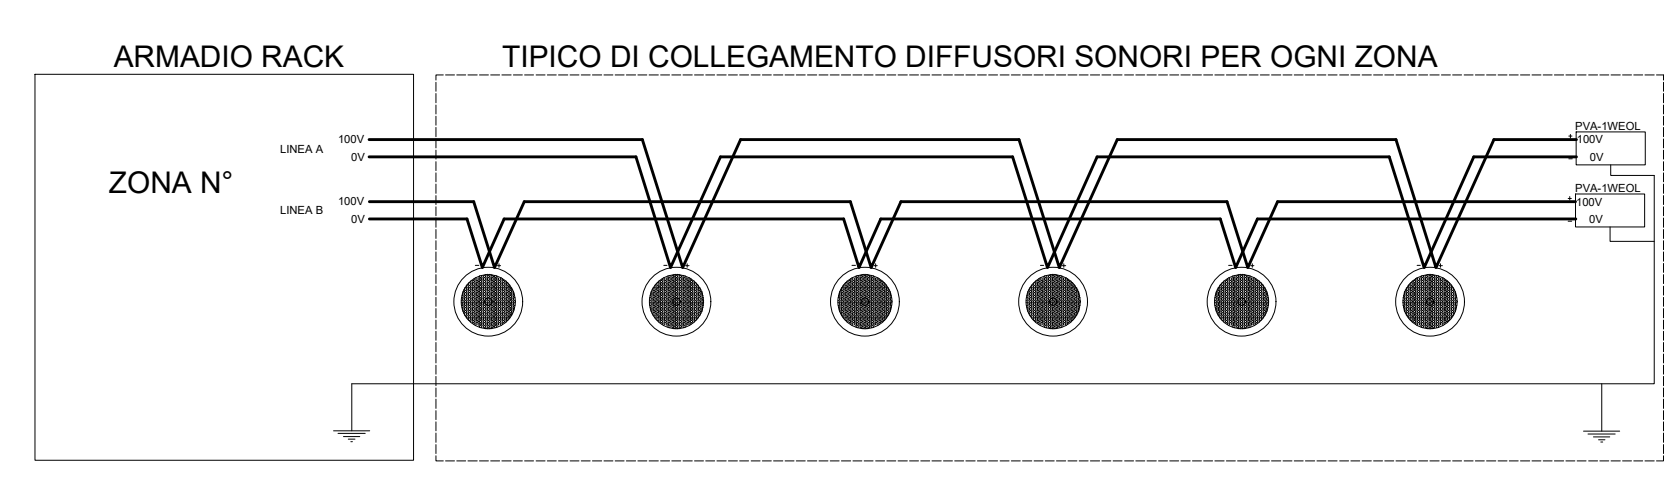 ARMADIO RACK
TIPICO DI COLLEGAMENTO DIFFUSORI SONORI PER OGNI ZONA
ZONA N°
LINEA A
100V
0V
LINEA B
100V
0V
PVA-1WEOL
+
100V
-
0V
PVA-1WEOL
+
100V
-
0V
- +
- +
- +
- +
- +
- +